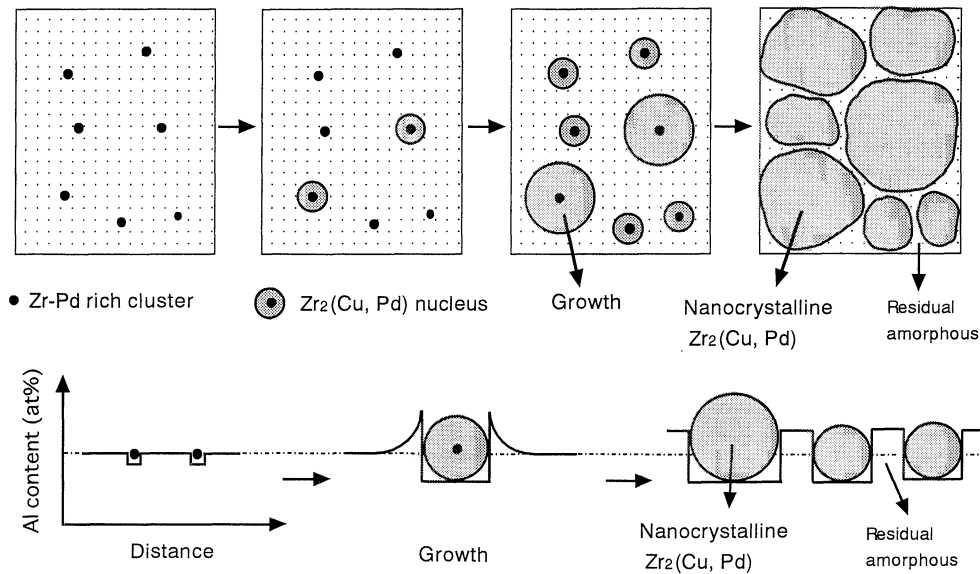 Zr-Pd rich cluster
Zr2(Cu, Pd) nucleus
Growth
Nanocrystalline
Zr2(Cu, Pd)
Residual
amorphous
Al content (at%)
Distance
Growth
Nanocrystalline
Zr2(Cu, Pd)
Residual
amorphous